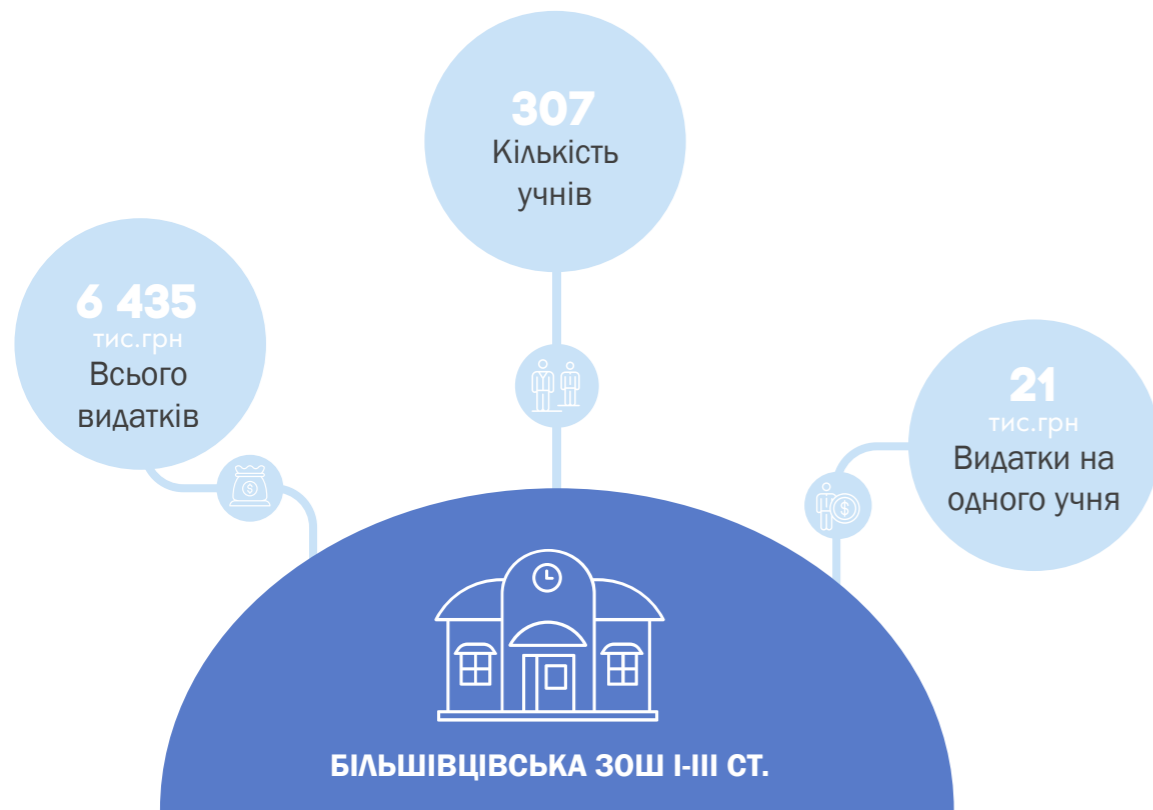 307
Кількість
учнів
6 435
тис.грн
Всього
видатків
21
тис.грн
Видатки на
одного учня
БІЛЬШІВЦІВСЬКА ЗОШ І-ІІІ СТ.